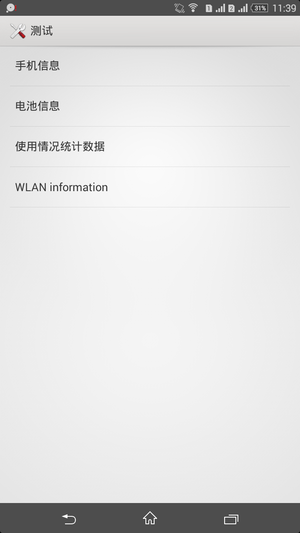 31%
11:39
测试
手机信息
电池信息
使用情况统计数据
WLAN information